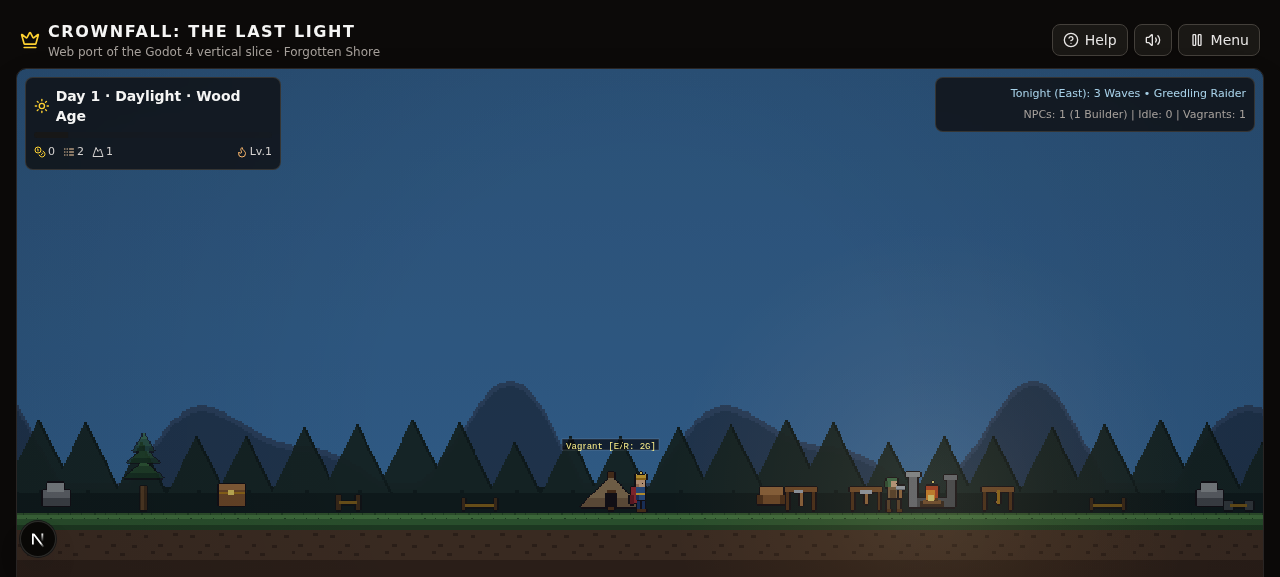 CROWNFALL: THE LAST LIGHT
Web port of the Godot 4 vertical slice · Forgotten Shore
Help
Menu
Day 1 · Daylight · Wood
Age
0 2 1 Lv.1
Tonight (East): 3 Waves • Greedling Raider
NPCs: 1 (1 Builder) | Idle: 0 | Vagrants: 1
Vagrant [E/R: 2G]
N